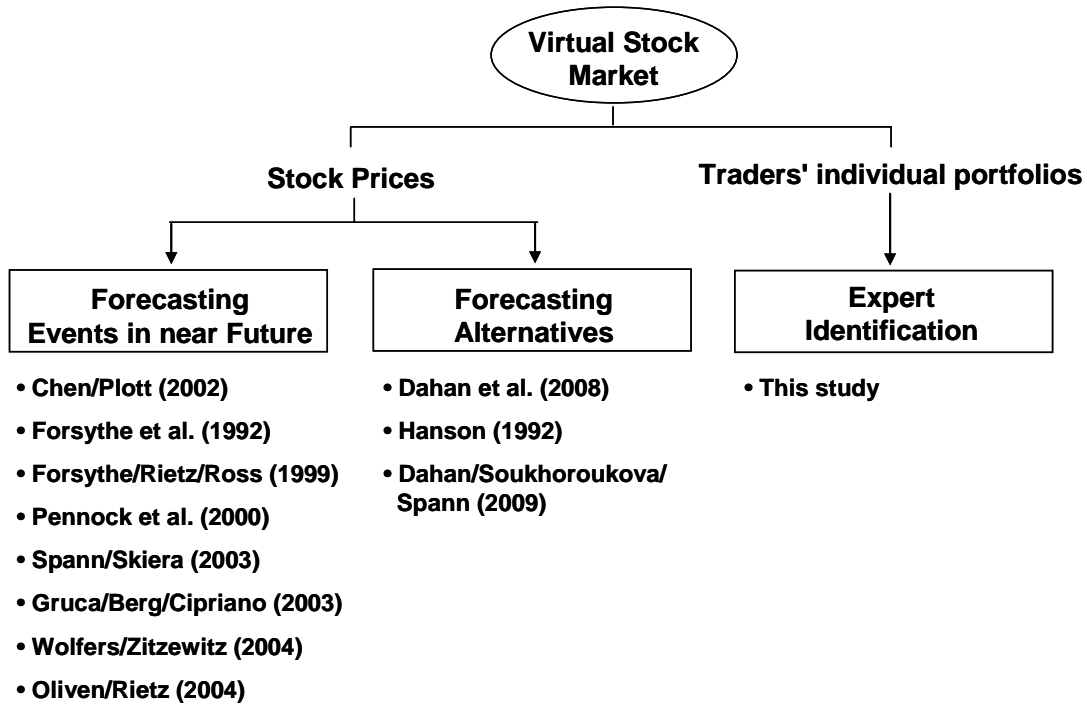 Virtual Stock
Market
Stock Prices
Traders' individual portfolios
Forecasting
Events in near Future
Forecasting
Alternatives
Expert
Identification
• Chen/Plott (2002)
• Forsythe et al. (1992)
• Forsythe/Rietz/Ross (1999)
• Pennock et al. (2000)
• Spann/Skiera (2003)
• Gruca/Berg/Cipriano (2003)
• Wolfers/Zitzewitz (2004)
• Oliven/Rietz (2004)
• Dahan et al. (2008)
• Hanson (1992)
• Dahan/Soukhoroukova/
Spann (2009)
• This study